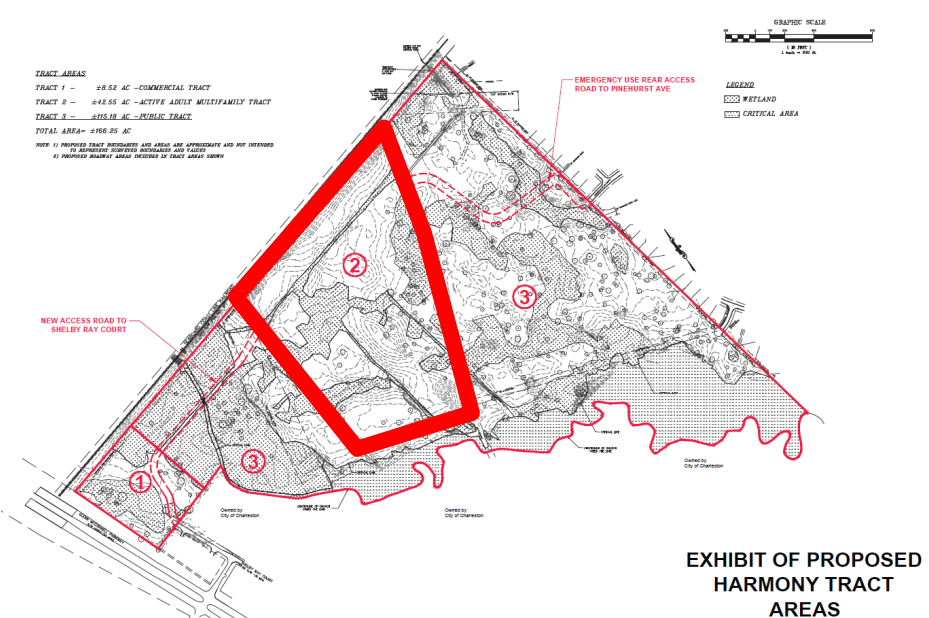 GRAPHIC SCALE
( IN FEET )
TRACT AREAS
TRACT 1 - ±8.52 AC -COMMERCIAL TRACT
TRACT 2 - ±42.55 AC -ACTIVE ADULT MULTIFAMILY TRACT
TRACT 3 - ±115.18 AC -PUBLIC TRACT
TOTAL AREA= ±166.25 AC
NOTE: 1) PROPOSED TRACT BOUNDARIES AND AREAS ARE APPROXIMATE AND NOT INTENDED
TO REPRESENT SURVEYED BOUNDARIES AND VALUES
2) PROPOSED ROADWAY AREAS INCLUDED IN TRACT AREAS SHOWN
EMERGENCY USE REAR ACCESS
ROAD TO PINEHURST AVE
LEGEND
WETLAND
CRITICAL AREA
2
3
NEW ACCESS ROAD TO
SHELBY RAY COURT
3
1
Owned by
City of Charleston
Owned by
City of Charleston
Owned by
City of Charleston
SHELBY RAY COURT
EXHIBIT OF PROPOSED
HARMONY TRACT
AREAS